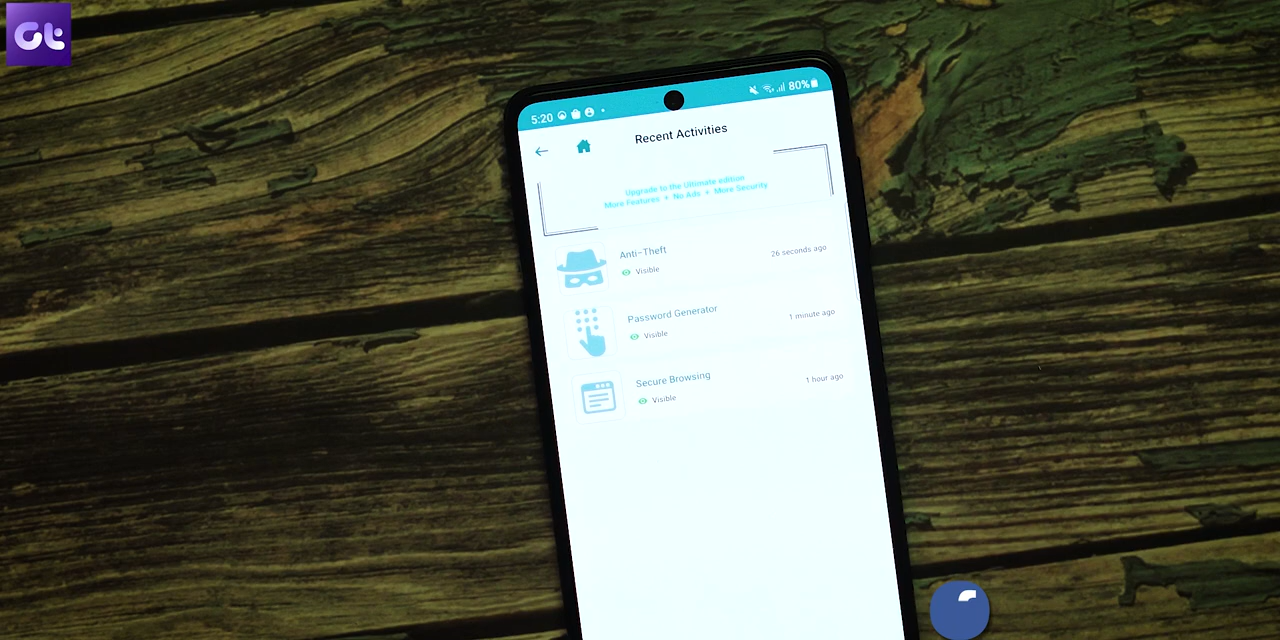 Gt
5:20
80%
Recent Activities
Upgrade to the Ultimate edition
More Features + No Ads + More Security
Anti-Theft
Visible
26 seconds ago
Password Generator
Visible
1 minute ago
Secure Browsing
Visible
1 hour ago